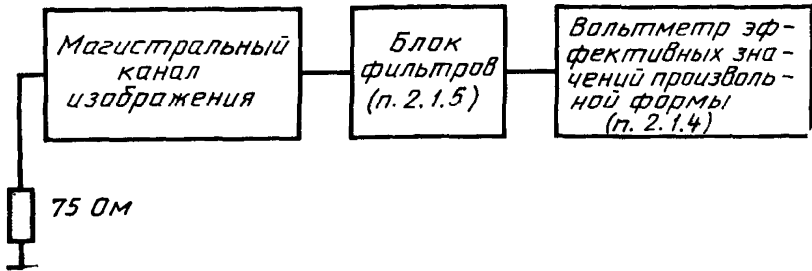 Магистральный
канал
изображения
Блок
фильтров
(п. 2.1.5)
Вольтметр эф-
фективных зна-
чений произволь-
ной формы
(п. 2.1.4)
75 Ом